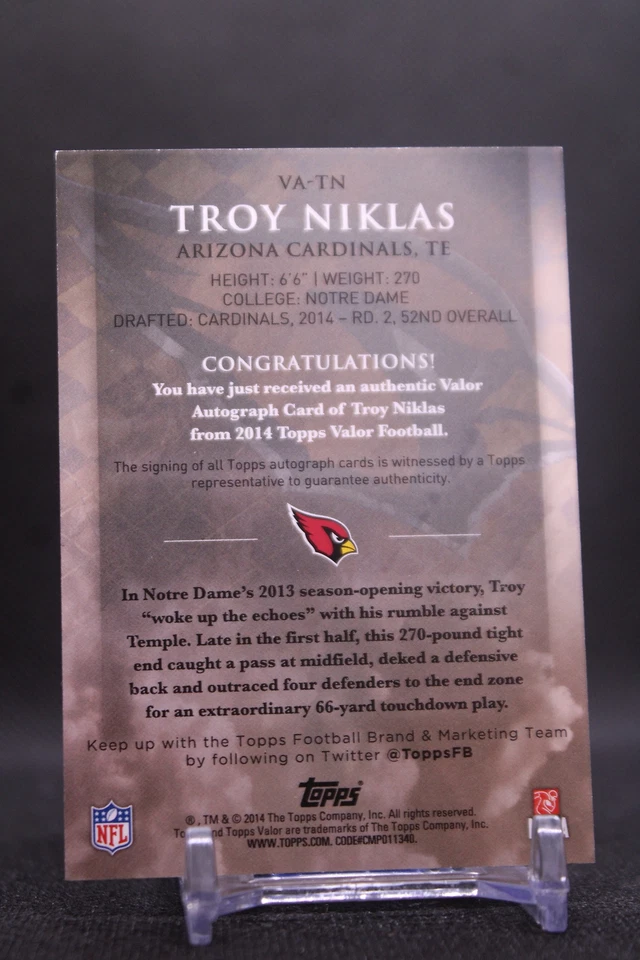 VA-TN
TROY NIKLAS
ARIZONA CARDINALS, TE
HEIGHT: 6'6" | WEIGHT: 270
COLLEGE: NOTRE DAME
DRAFTED: CARDINALS, 2014 – RD. 2, 52ND OVERALL
CONGRATULATIONS!
You have just received an authentic Valor
Autograph Card of Troy Niklas
from 2014 Topps Valor Football.
The signing of all Topps autograph cards is witnessed by a Topps
representative to guarantee authenticity.
In Notre Dame's 2013 season-opening victory, Troy
“woke up the echoes” with his rumble against
Temple. Late in the first half, this 270-pound tight
end caught a pass at midfield, deked a defensive
back and outraced four defenders to the end zone
for an extraordinary 66-yard touchdown play.
Keep up with the Topps Football Brand & Marketing Team
by following on Twitter @ToppsFB
Topps®
®, TM & © 2014 The Topps Company, Inc. All rights reserved.
and Topps Valor are trademarks of The Topps Company, Inc.
WWW.TOPPS.COM. CODE#CMP011340.
NFL